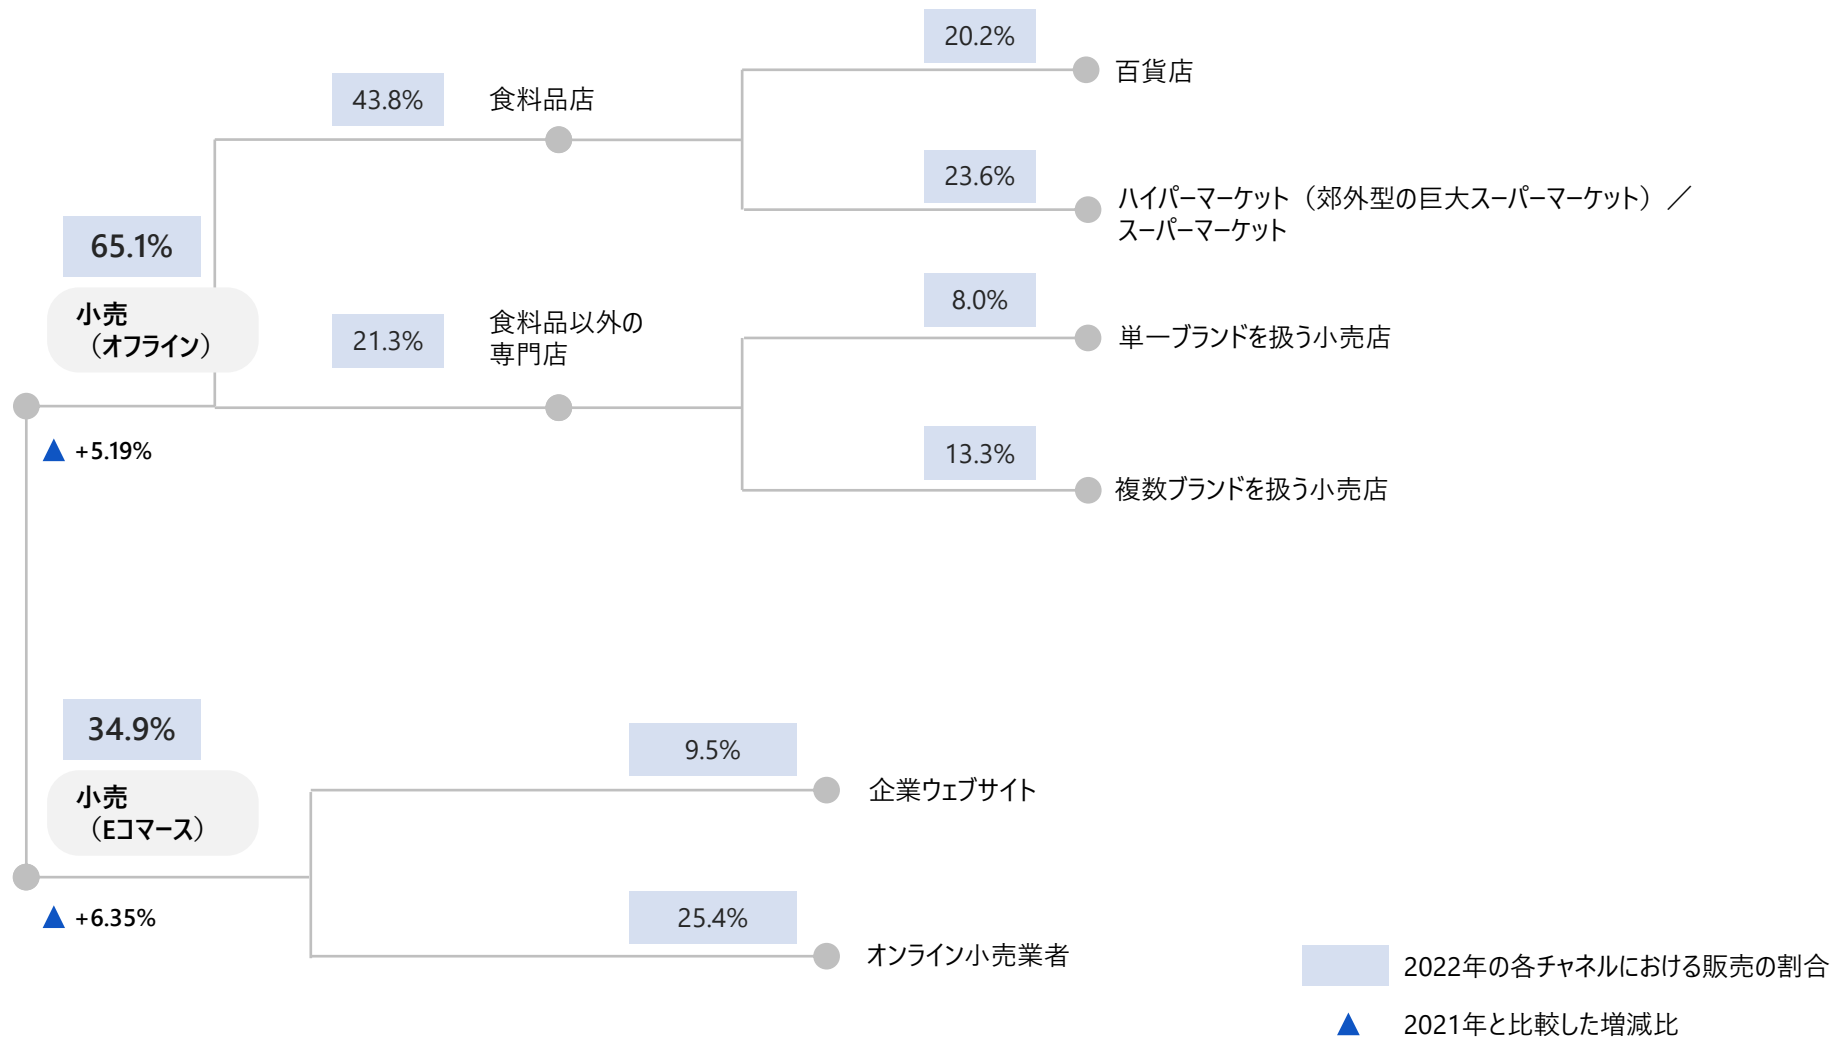 20.2%
百貨店
43.8%
食料品店
23.6%
ハイパーマーケット（郊外型の巨大スーパーマーケット）／
スーパーマーケット
65.1%
小売
（オフライン）
8.0%
単一ブランドを扱う小売店
21.3%
食料品以外の
専門店
13.3%
複数ブランドを扱う小売店
▲ +5.19%
34.9%
小売
（Eコマース）
9.5%
企業ウェブサイト
▲ +6.35%
25.4%
オンライン小売業者
2022年の各チャネルにおける販売の割合
▲ 2021年と比較した増減比